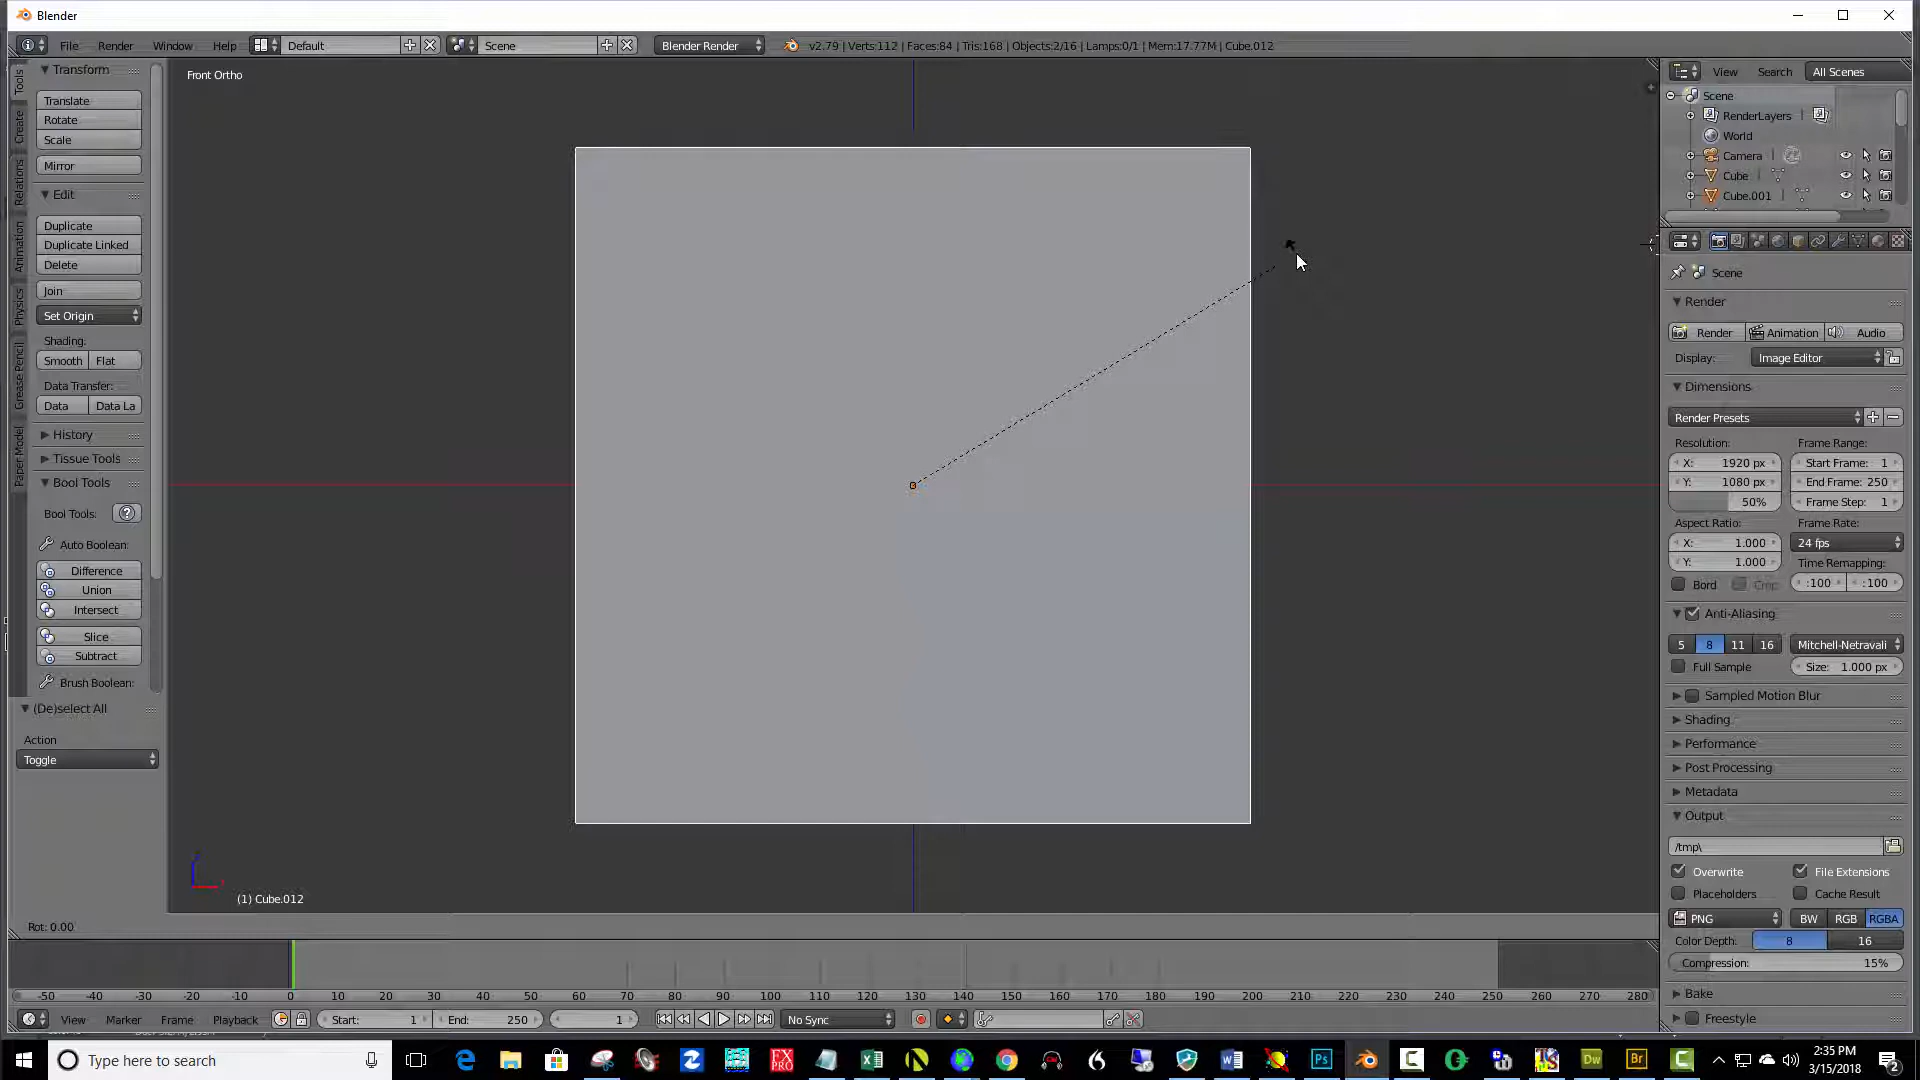 Blender
File Render Window Help Default Scene Blender Render v2.79 | Verts:112 | Faces:84 | Tris:168 | Objects:2/16 | Lamps:0/1 | Mem:17.77M | Cube.012
Tools
Create
Relations
Animation
Physics
Grease Pencil
Paper Model
Transform
Translate
Rotate
Scale
Mirror
Edit
Duplicate
Duplicate Linked
Delete
Join
Set Origin
Shading:
Smooth Flat
Data Transfer:
Data Data La
History
Tissue Tools
Bool Tools
Bool Tools:
Auto Boolean:
Difference
Union
Intersect
Slice
Subtract
Brush Boolean:
(De)select All
Action
Toggle
Front Ortho
(1) Cube.012
Rot: 0.00
View Search All Scenes
Scene
RenderLayers
World
Camera
Cube
Cube.001
Scene
Render
Render Animation Audio
Display: Image Editor
Dimensions
Render Presets
Resolution: Frame Range:
X: 1920 px Start Frame: 1
Y: 1080 px End Frame: 250
50% Frame Step: 1
Aspect Ratio: Frame Rate:
X: 1.000 24 fps
Y: 1.000 Time Remapping:
Bord Crop :100 :100
Anti-Aliasing
5 8 11 16 Mitchell-Netravali
Full Sample Size: 1.000 px
Sampled Motion Blur
Shading
Performance
Post Processing
Metadata
Output
/tmp\
Overwrite File Extensions
Placeholders Cache Result
PNG BW RGB RGBA
Color Depth: 8 16
Compression: 15%
Bake
Freestyle
-50 -40 -30 -20 -10 0 10 20 30 40 50 60 70 80 90 100 110 120 130 140 150 160 170 180 190 200 210 220 230 240 250 260 270 280
View Marker Frame Playback Start: 1 End: 250 1 No Sync
Type here to search
2:35 PM
3/15/2018